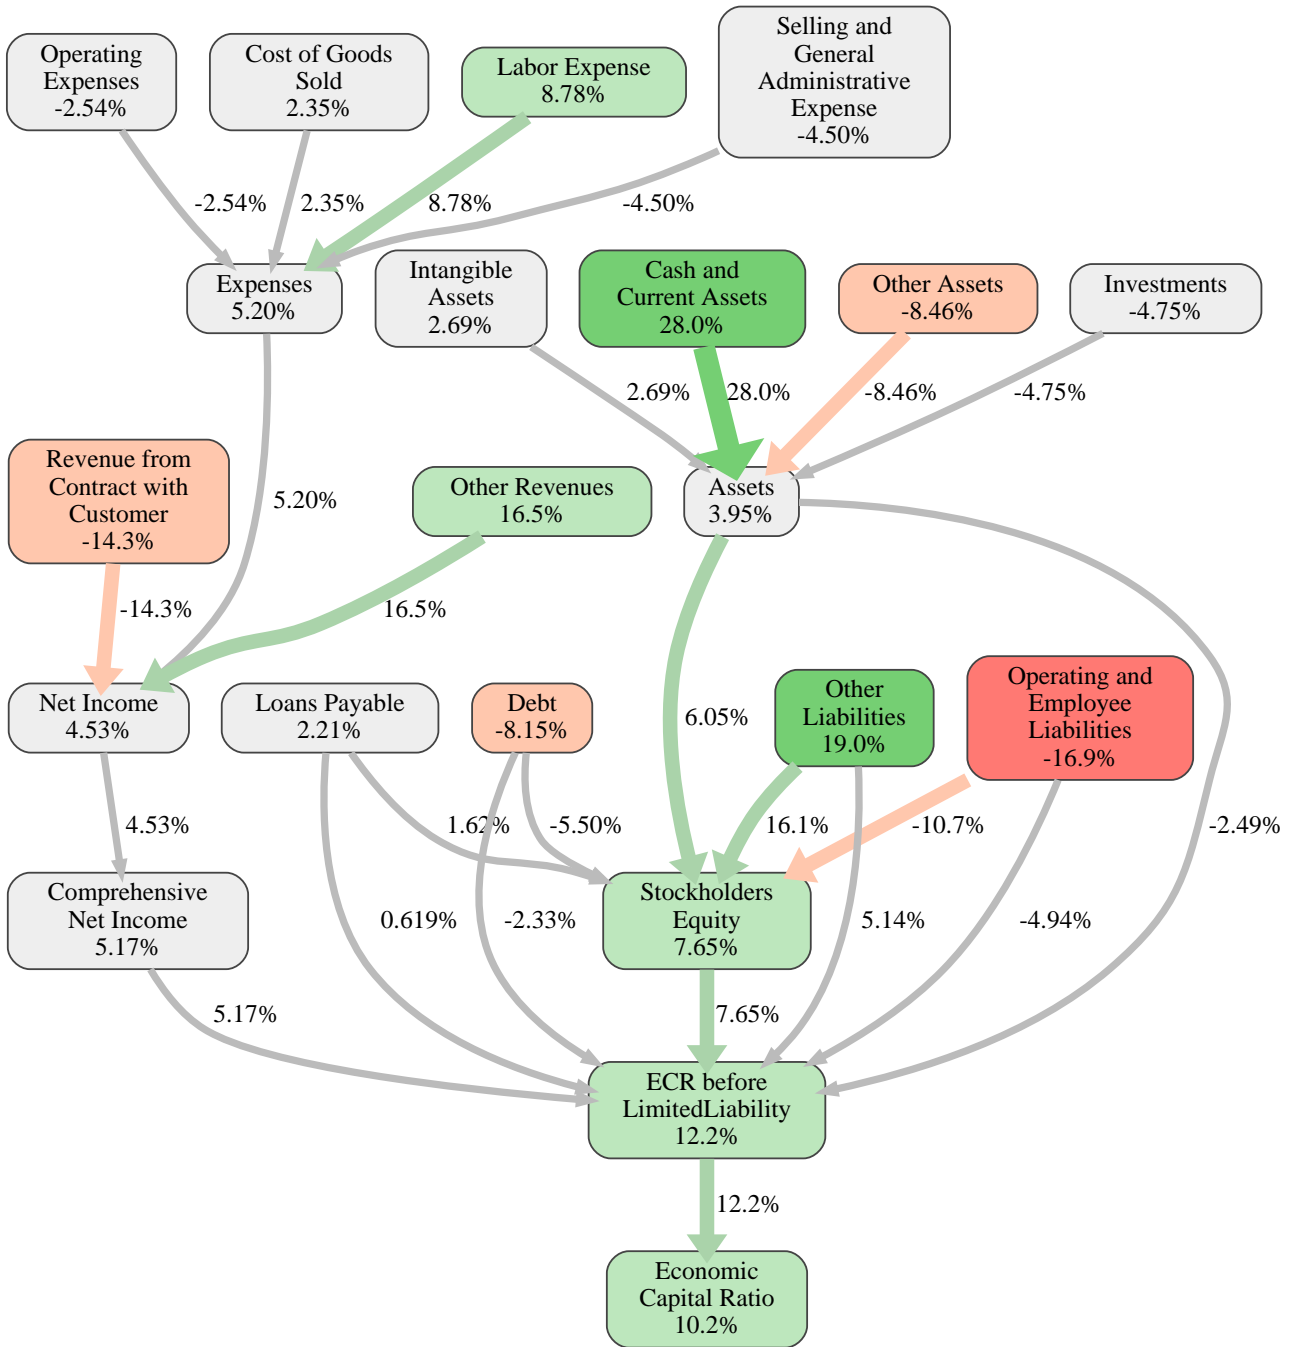 Operating
Expenses
-2.54%
Cost of Goods
Sold
2.35%
Labor Expense
8.78%
Selling and
General
Administrative
Expense
-4.50%
-2.54%
2.35%
8.78%
-4.50%
Expenses
5.20%
Intangible
Assets
2.69%
Cash and
Current Assets
28.0%
Other Assets
-8.46%
Investments
-4.75%
2.69%
28.0%
-8.46%
-4.75%
Revenue from
Contract with
Customer
-14.3%
5.20%
Other Revenues
16.5%
Assets
3.95%
-14.3%
16.5%
Net Income
4.53%
Loans Payable
2.21%
Debt
-8.15%
6.05%
Other
Liabilities
19.0%
Operating and
Employee
Liabilities
-16.9%
4.53%
1.62%
-5.50%
16.1%
-10.7%
-2.49%
Comprehensive
Net Income
5.17%
0.619%
-2.33%
Stockholders
Equity
7.65%
5.14%
-4.94%
5.17%
7.65%
ECR before
LimitedLiability
12.2%
12.2%
Economic
Capital Ratio
10.2%